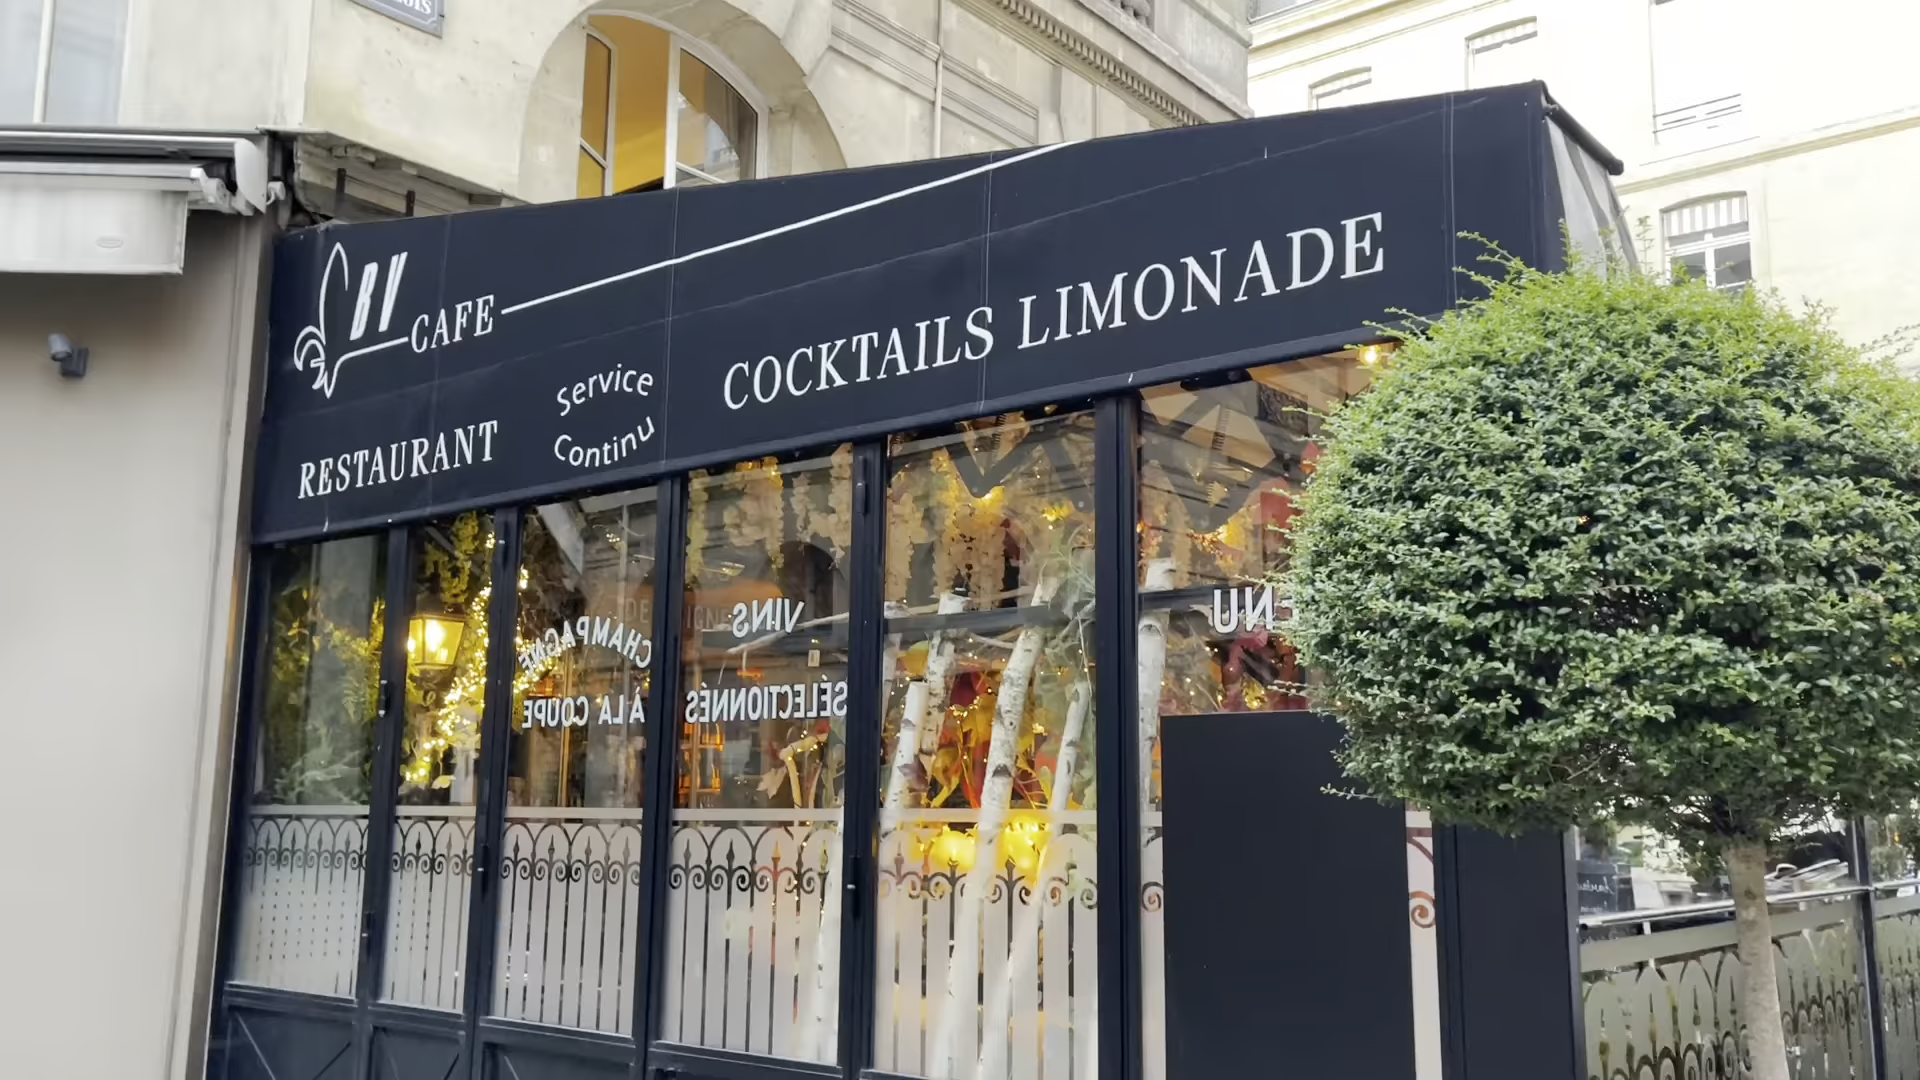 BV
CAFE
RESTAURANT
Service
Continu
COCKTAILS LIMONADE
CHAMPAGNE
À LA COUPE
VINS
SÉLECTIONNÉS